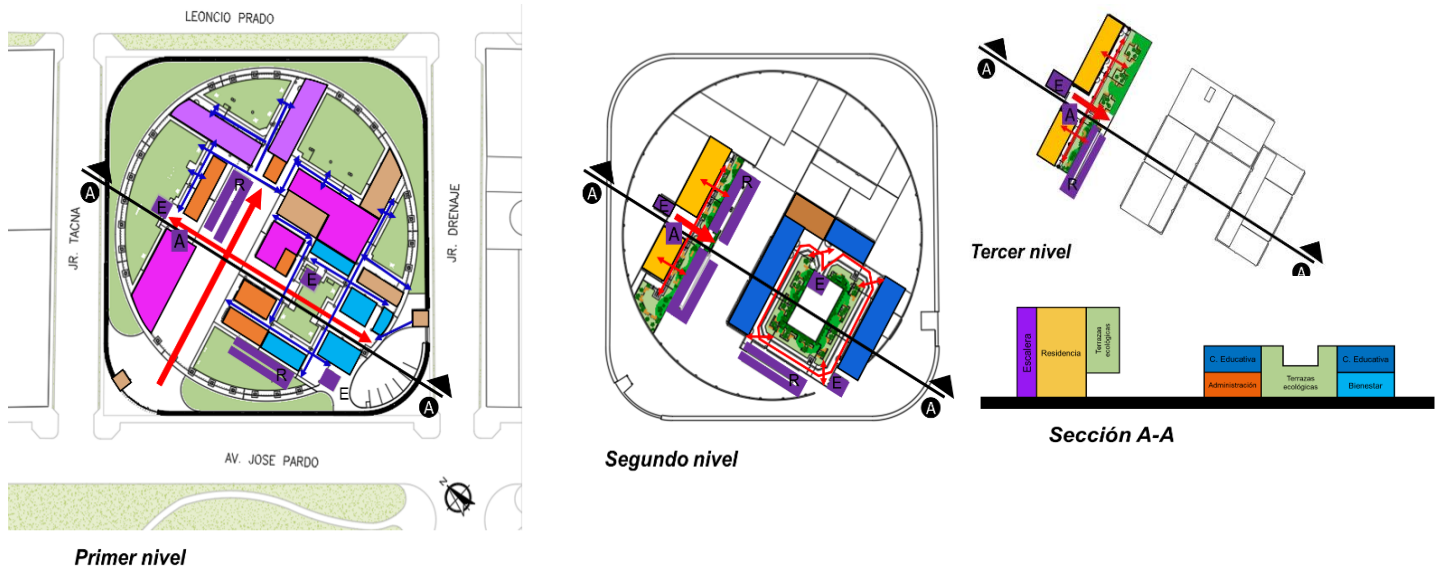 LEONCIO PRADO
JR. TACNA
JR. DRENAJE
AV. JOSE PARDO
A
R
E
A
E
R
E
A
N
Primer nivel
A
R
E
E
R
E
A
Segundo nivel
A
E
A
R
A
Tercer nivel
Escalera
Residencia
Terrazas
ecológicas
C. Educativa
Administración
Terrazas
ecológicas
C. Educativa
Bienestar
Sección A-A